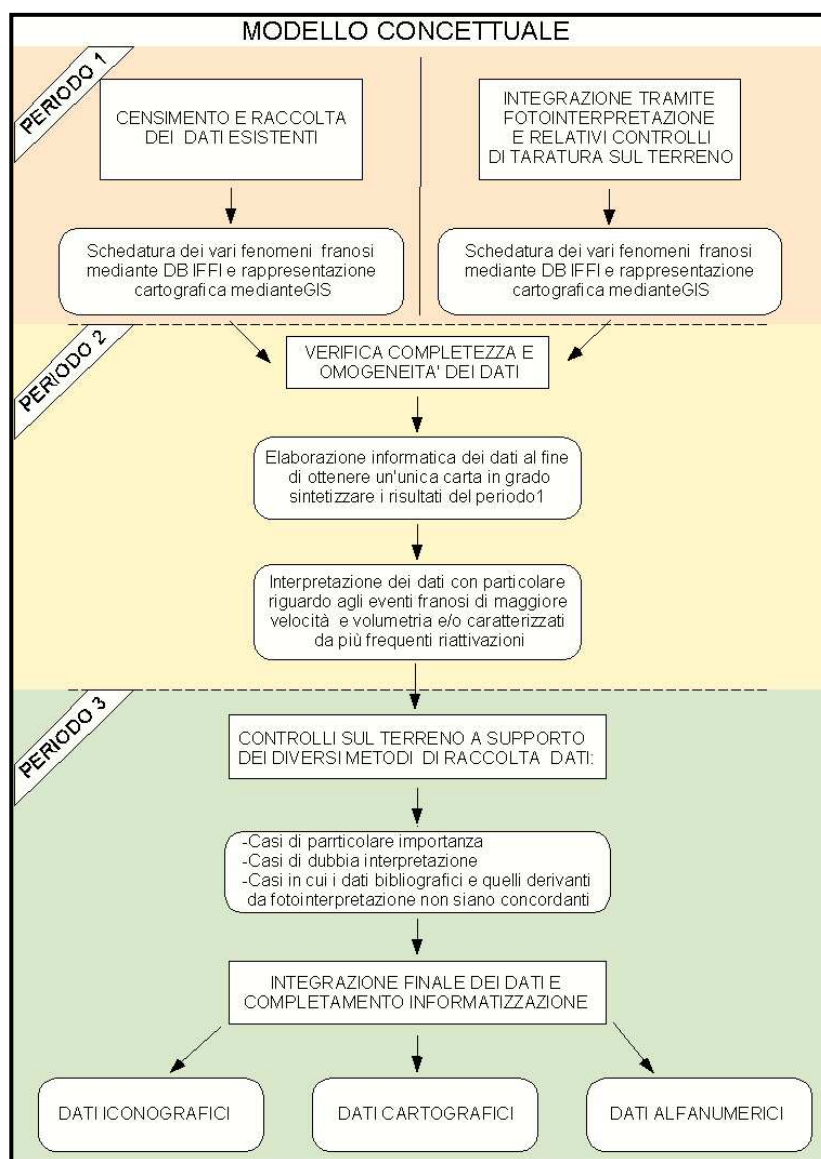 MODELLO CONCETTUALE
PERIODO 1
CENSIMENTO E RACCOLTA
DEI DATI ESISTENTI
INTEGRAZIONE TRAMITE
FOTOINTERPRETAZIONE
E RELATIVI CONTROLLI
DI TARATURA SUL TERRENO
Schedatura dei vari fenomeni franosi
mediante DB IFFI e rappresentazione
cartografica medianteGIS
Schedatura dei vari fenomeni franosi
mediante DB IFFI e rappresentazione
cartografica medianteGIS
PERIODO 2
VERIFICA COMPLETEZZA E
OMOGENEITA' DEI DATI
Elaborazione informatica dei dati al fine
di ottenere un'unica carta in grado
sintetizzare i risultati del periodo1
Interpretazione dei dati con particolare
riguardo agli eventi franosi di maggiore
velocità e volumetria e/o caratterizzati
da più frequenti riattivazioni
PERIODO 3
CONTROLLI SUL TERRENO A SUPPORTO
DEI DIVERSI METODI DI RACCOLTA DATI:
-Casi di parrticolare importanza
-Casi di dubbia interpretazione
-Casi in cui i dati bibliografici e quelli derivanti
da fotointerpretazione non siano concordanti
INTEGRAZIONE FINALE DEI DATI E
COMPLETAMENTO INFORMATIZZAZIONE
DATI ICONOGRAFICI
DATI CARTOGRAFICI
DATI ALFANUMERICI